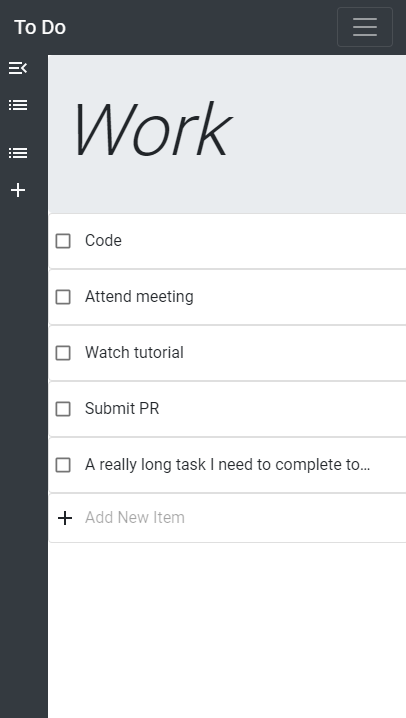 To Do
Work
Code
Attend meeting
Watch tutorial
Submit PR
A really long task I need to complete to...
Add New Item